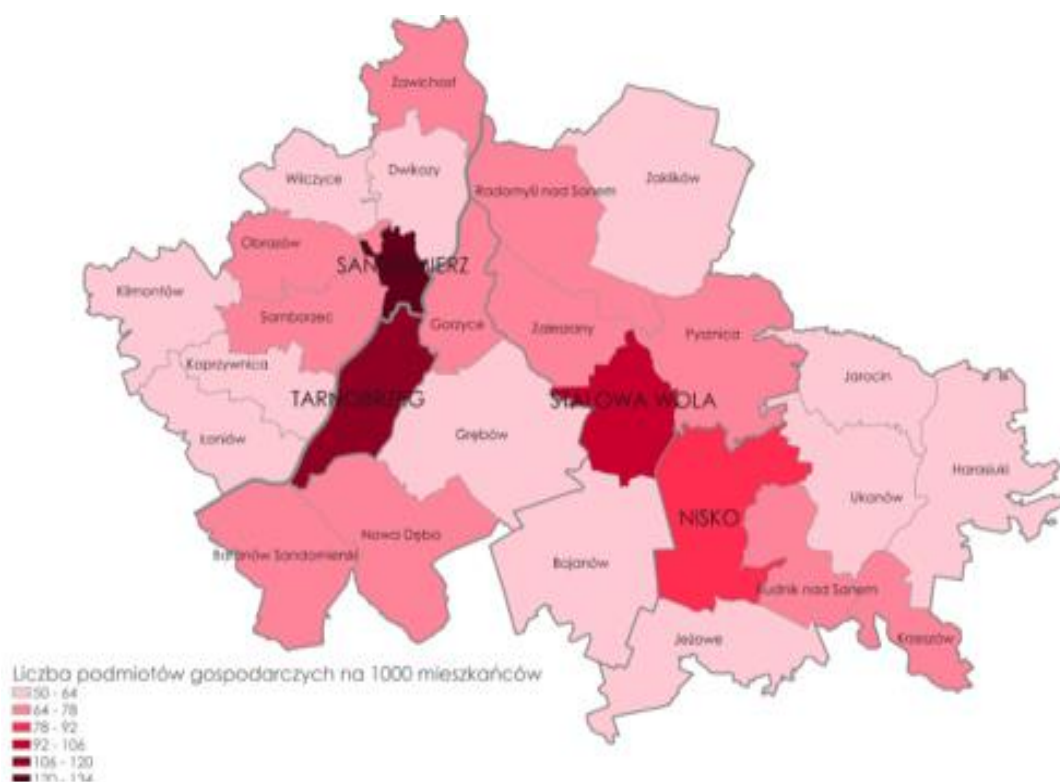 Zawichost
Dwikozy
Wilczyce
Zaklików
Radomyśl nad Sanem
Obrazów
SANDOMIERZ
Klimontów
Samborzec
Gorzyce
Zaleszany
Pysznica
Koprzywnica
Jarocin
TARNOBRZEG
STALOWA WOLA
Łoniów
Grębów
Harasiuki
Ulanów
NISKO
Nowa Dęba
Baranów Sandomierski
Bojanów
Rudnik nad Sanem
Jeżowe
Krzeszów
Liczba podmiotów gospodarczych na 1000 mieszkańców
50 - 64
64 - 78
78 - 92
92 - 106
106 - 120
120 - 134